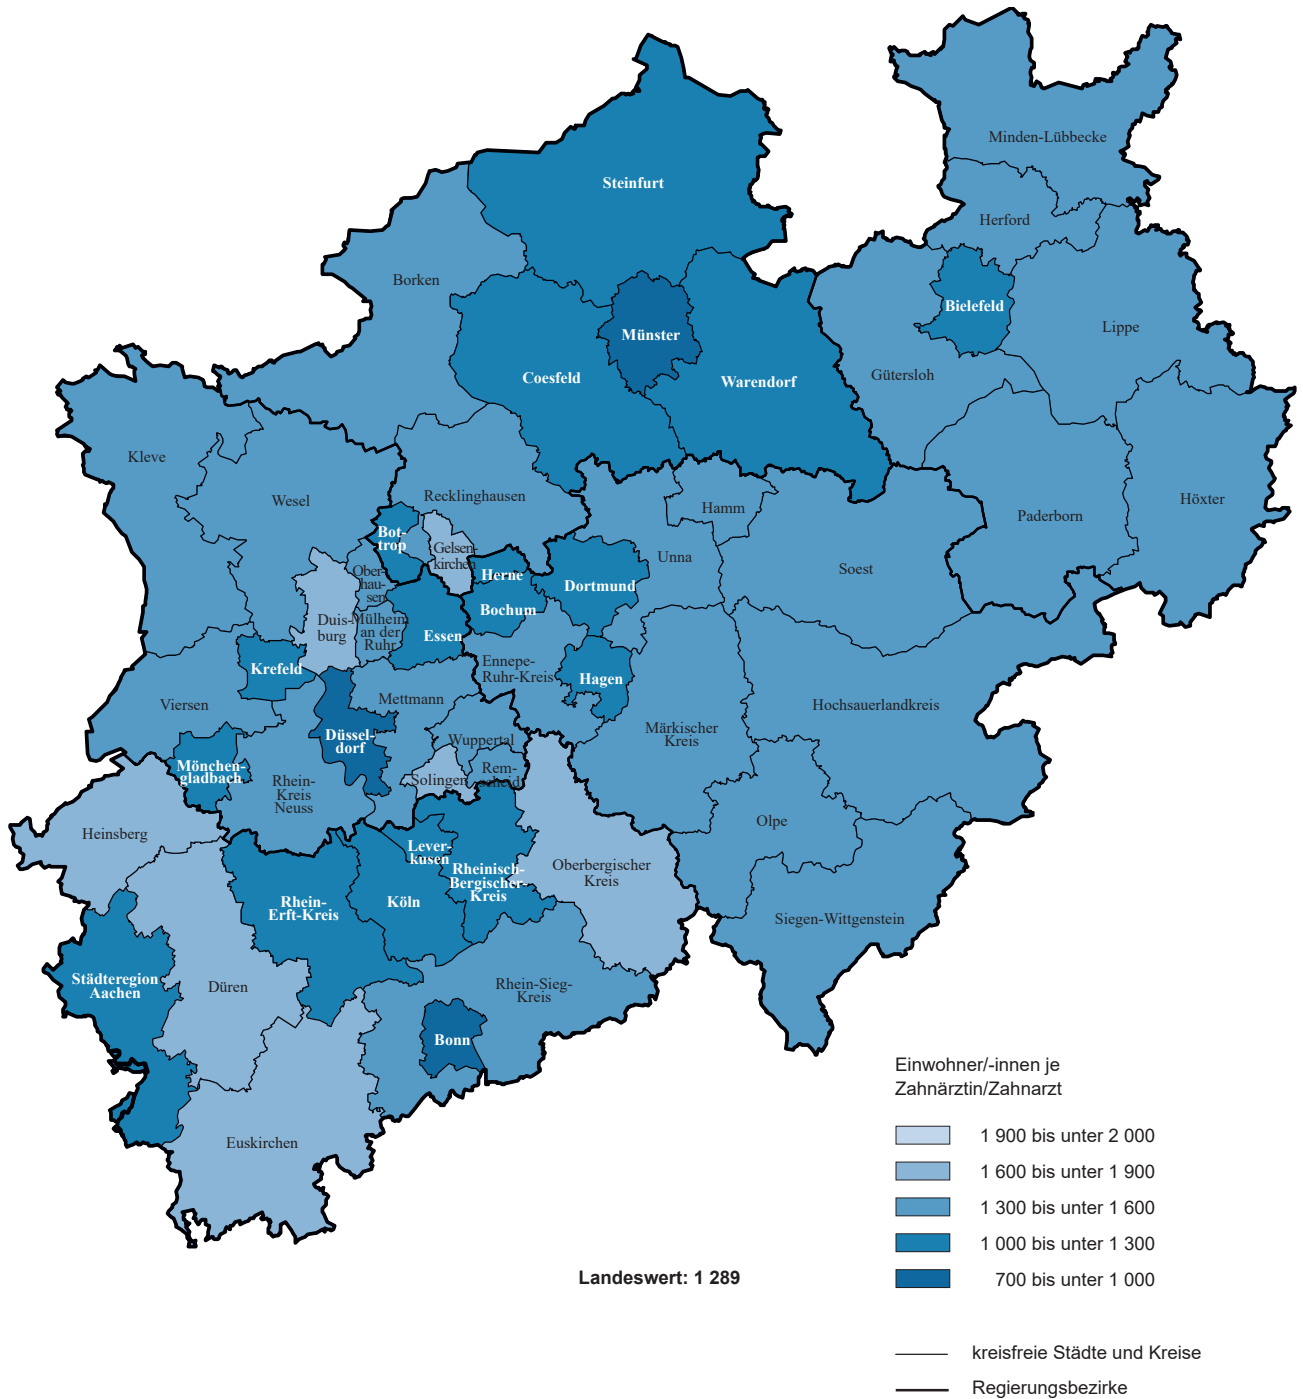 Minden-Lübbecke
Steinfurt
Herford
Borken
Bielefeld
Münster
Lippe
Coesfeld
Warendorf
Gütersloh
Kleve
Wesel
Recklinghausen
Hamm
Höxter
Paderborn
Bot-
trop
Gelsen-
kirchen
Unna
Soest
Ober-
hau-
sen
Herne
Dortmund
Bochum
Duis-
burg
Mülheim
an der
Ruhr
Essen
Krefeld
Ennepe-
Ruhr-Kreis
Hagen
Viersen
Mettmann
Hochsauerlandkreis
Düssel-
dorf
Wuppertal
Märkischer
Kreis
Mönchen-
gladbach
Rhein-
Kreis
Neuss
Solingen
Rem-
scheid
Heinsberg
Olpe
Lever-
kusen
Rheinisch-
Bergischer-
Kreis
Oberbergischer
Kreis
Rhein-
Erft-Kreis
Köln
Siegen-Wittgenstein
Städteregion
Aachen
Düren
Rhein-Sieg-
Kreis
Bonn
Euskirchen
Einwohner/-innen je
Zahnärztin/Zahnarzt
1 900 bis unter 2 000
1 600 bis unter 1 900
1 300 bis unter 1 600
1 000 bis unter 1 300
700 bis unter 1 000
Landeswert: 1 289
kreisfreie Städte und Kreise
Regierungsbezirke